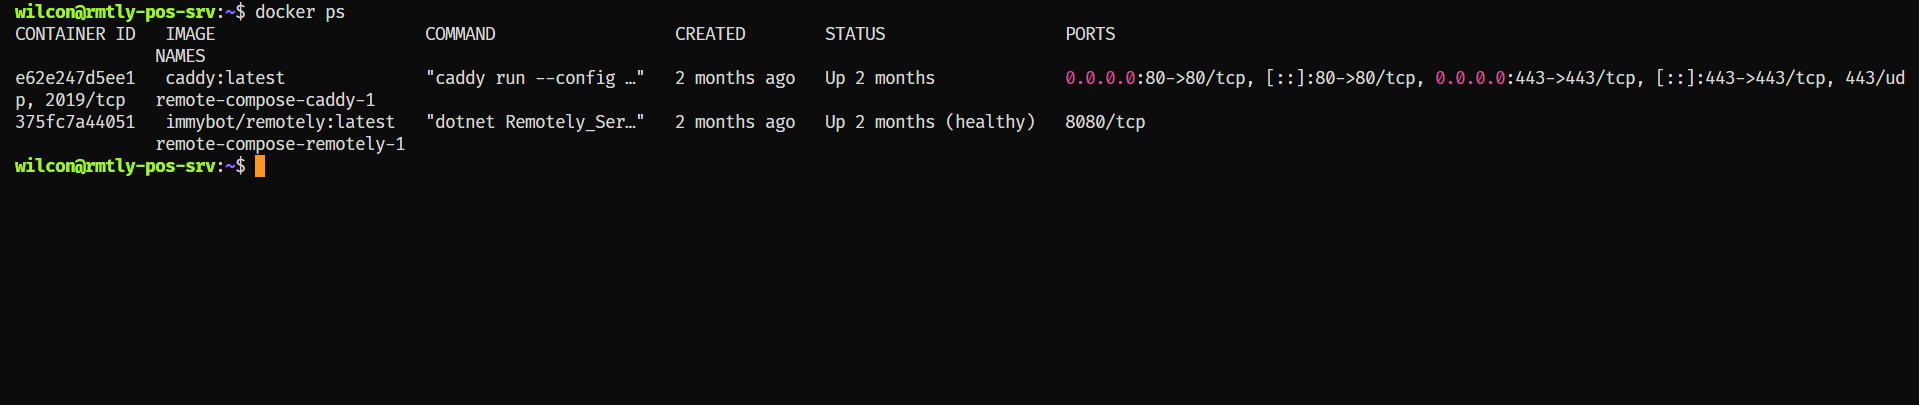 wilcon@rmtly-pos-srv:~$ docker ps
CONTAINER ID   IMAGE                     COMMAND                  CREATED        STATUS                  PORTS
              NAMES
e62e247d5ee1   caddy:latest              "caddy run --config …"   2 months ago   Up 2 months             0.0.0.0:80->80/tcp, [::]:80->80/tcp, 0.0.0.0:443->443/tcp, [::]:443->443/tcp, 443/ud
p, 2019/tcp   remote-compose-caddy-1
375fc7a44051   immybot/remotely:latest   "dotnet Remotely_Ser…"   2 months ago   Up 2 months (healthy)   8080/tcp
              remote-compose-remotely-1
wilcon@rmtly-pos-srv:~$